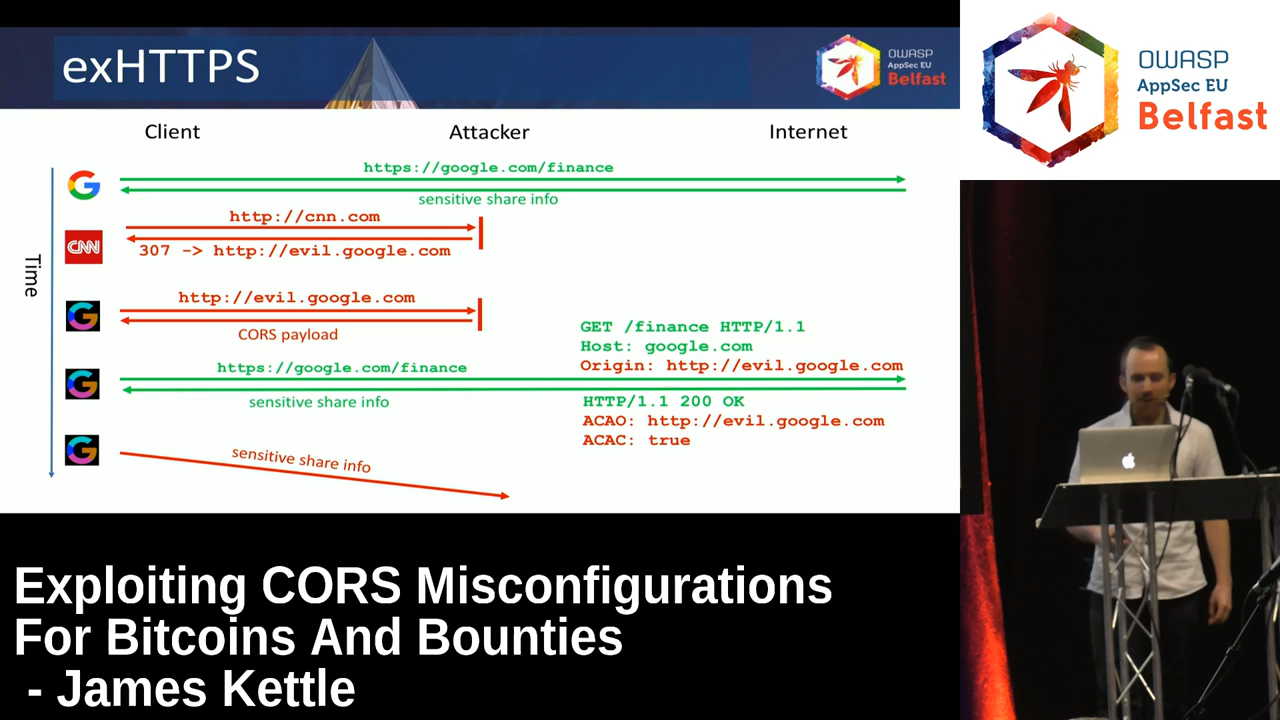 exHTTPS
OWASP
AppSec EU
Belfast
OWASP
AppSec EU
Belfast
Client
Attacker
Internet
Time
G
https://google.com/finance
sensitive share info
http://cnn.com
CNN
307 -> http://evil.google.com
http://evil.google.com
G
CORS payload
GET /finance HTTP/1.1
Host: google.com
Origin: http://evil.google.com
https://google.com/finance
G
sensitive share info
HTTP/1.1 200 OK
ACAO: http://evil.google.com
ACAC: true
G
sensitive share info
Exploiting CORS Misconfigurations
For Bitcoins And Bounties
- James Kettle